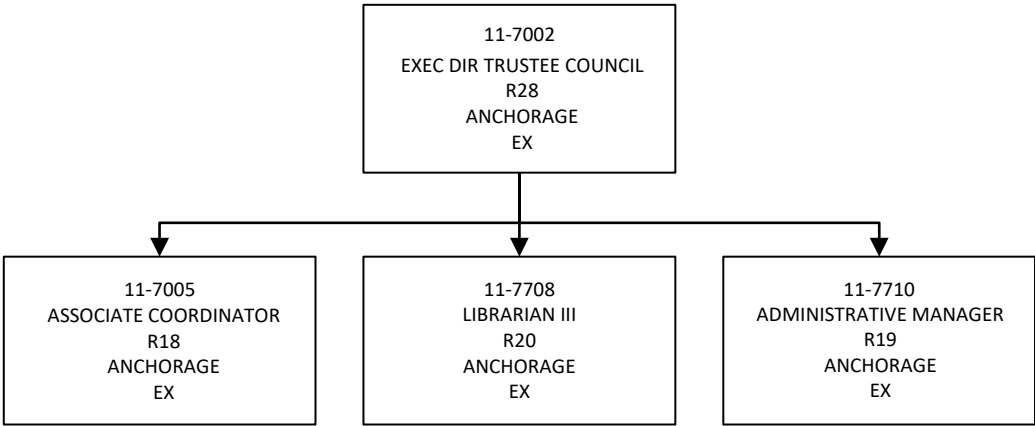 11-7002
EXEC DIR TRUSTEE COUNCIL
R28
ANCHORAGE
EX
11-7005
ASSOCIATE COORDINATOR
R18
ANCHORAGE
EX
11-7708
LIBRARIAN III
R20
ANCHORAGE
EX
11-7710
ADMINISTRATIVE MANAGER
R19
ANCHORAGE
EX